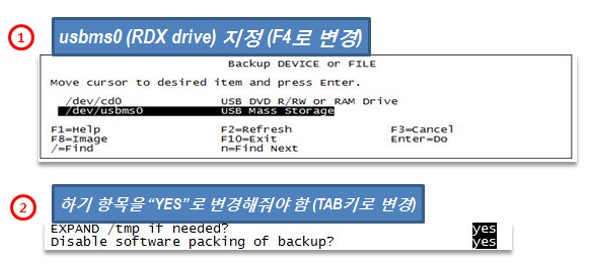 1
usbms0 (RDX drive) 지정 (F4로 변경)
Backup DEVICE or FILE
Move cursor to desired item and press Enter.
/dev/cd0 USB DVD R/RW or RAM Drive
/dev/usbms0 USB Mass Storage
F1=Help F2=Refresh F3=Cancel
F8=Image F10=Exit Enter=Do
/=Find n=Find Next
2
하기 항목을 “YES”로 변경해줘야 함 (TAB키로 변경)
EXPAND /tmp if needed? yes
Disable software packing of backup? yes